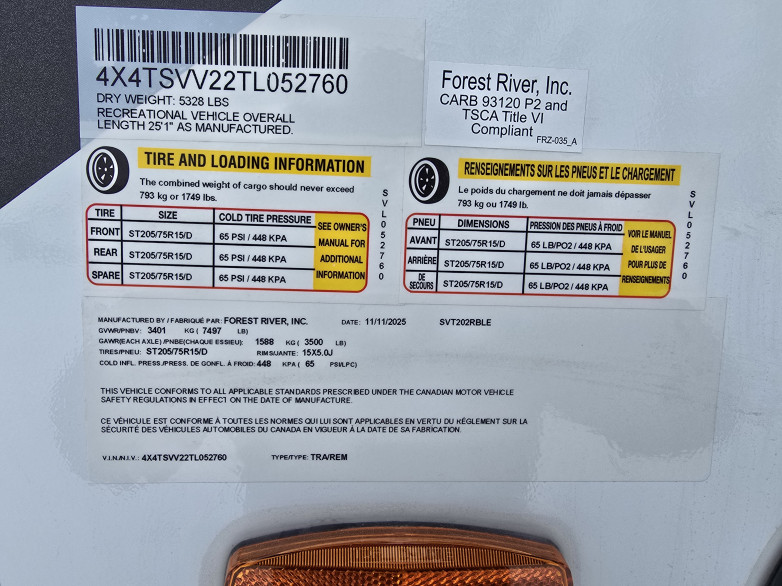 4X4TSVV22TL052760
DRY WEIGHT: 5328 LBS
RECREATIONAL VEHICLE OVERALL
LENGTH 25'1" AS MANUFACTURED.
Forest River, Inc.
CARB 93120 P2 and
TSCA Title VI
Compliant
FRZ-035_A
TIRE AND LOADING INFORMATION
The combined weight of cargo should never exceed
793 kg or 1749 lbs.
TIRE SIZE COLD TIRE PRESSURE
FRONT ST205/75R15/D 65 PSI / 448 KPA
REAR ST205/75R15/D 65 PSI / 448 KPA
SPARE ST205/75R15/D 65 PSI / 448 KPA
SEE OWNER'S
MANUAL FOR
ADDITIONAL
INFORMATION
SVL052760
RENSEIGNEMENTS SUR LES PNEUS ET LE CHARGEMENT
Le poids du chargement ne doit jamais dépasser
793 kg ou 1749 lb.
PNEU DIMENSIONS PRESSION DES PNEUS À FROID
AVANT ST205/75R15/D 65 LB/PO2 / 448 KPA
ARRIÈRE ST205/75R15/D 65 LB/PO2 / 448 KPA
DE
SECOURS ST205/75R15/D 65 LB/PO2 / 448 KPA
VOIR LE MANUEL
DE L'USAGER
POUR PLUS DE
RENSEIGNEMENTS
SVL052760
MANUFACTURED BY / FABRIQUÉ PAR: FOREST RIVER, INC. DATE: 11/11/2025 SVT202RBLE
GVWR/PNBV: 3401 KG ( 7497 LB)
GAWR(EACH AXLE) /PNBE(CHAQUE ESSIEU): 1588 KG ( 3500 LB)
TIRES/PNEU: ST205/75R15/D RIMS/JANTE: 15X5.0J
COLD INFL. PRESS./PRESS. DE GONFL. À FROID: 448 KPA ( 65 PSI/LPC)
THIS VEHICLE CONFORMS TO ALL APPLICABLE STANDARDS PRESCRIBED UNDER THE CANADIAN MOTOR VEHICLE
SAFETY REGULATIONS IN EFFECT ON THE DATE OF MANUFACTURE.
CE VÉHICULE EST CONFORME À TOUTES LES NORMES QUI LUI SONT APPLICABLES EN VERTU DU RÈGLEMENT SUR LA
SÉCURITÉ DES VÉHICULES AUTOMOBILES DU CANADA EN VIGUEUR À LA DATE DE SA FABRICATION.
V.I.N./N.I.V.: 4X4TSVV22TL052760 TYPE/TYPE: TRA/REM